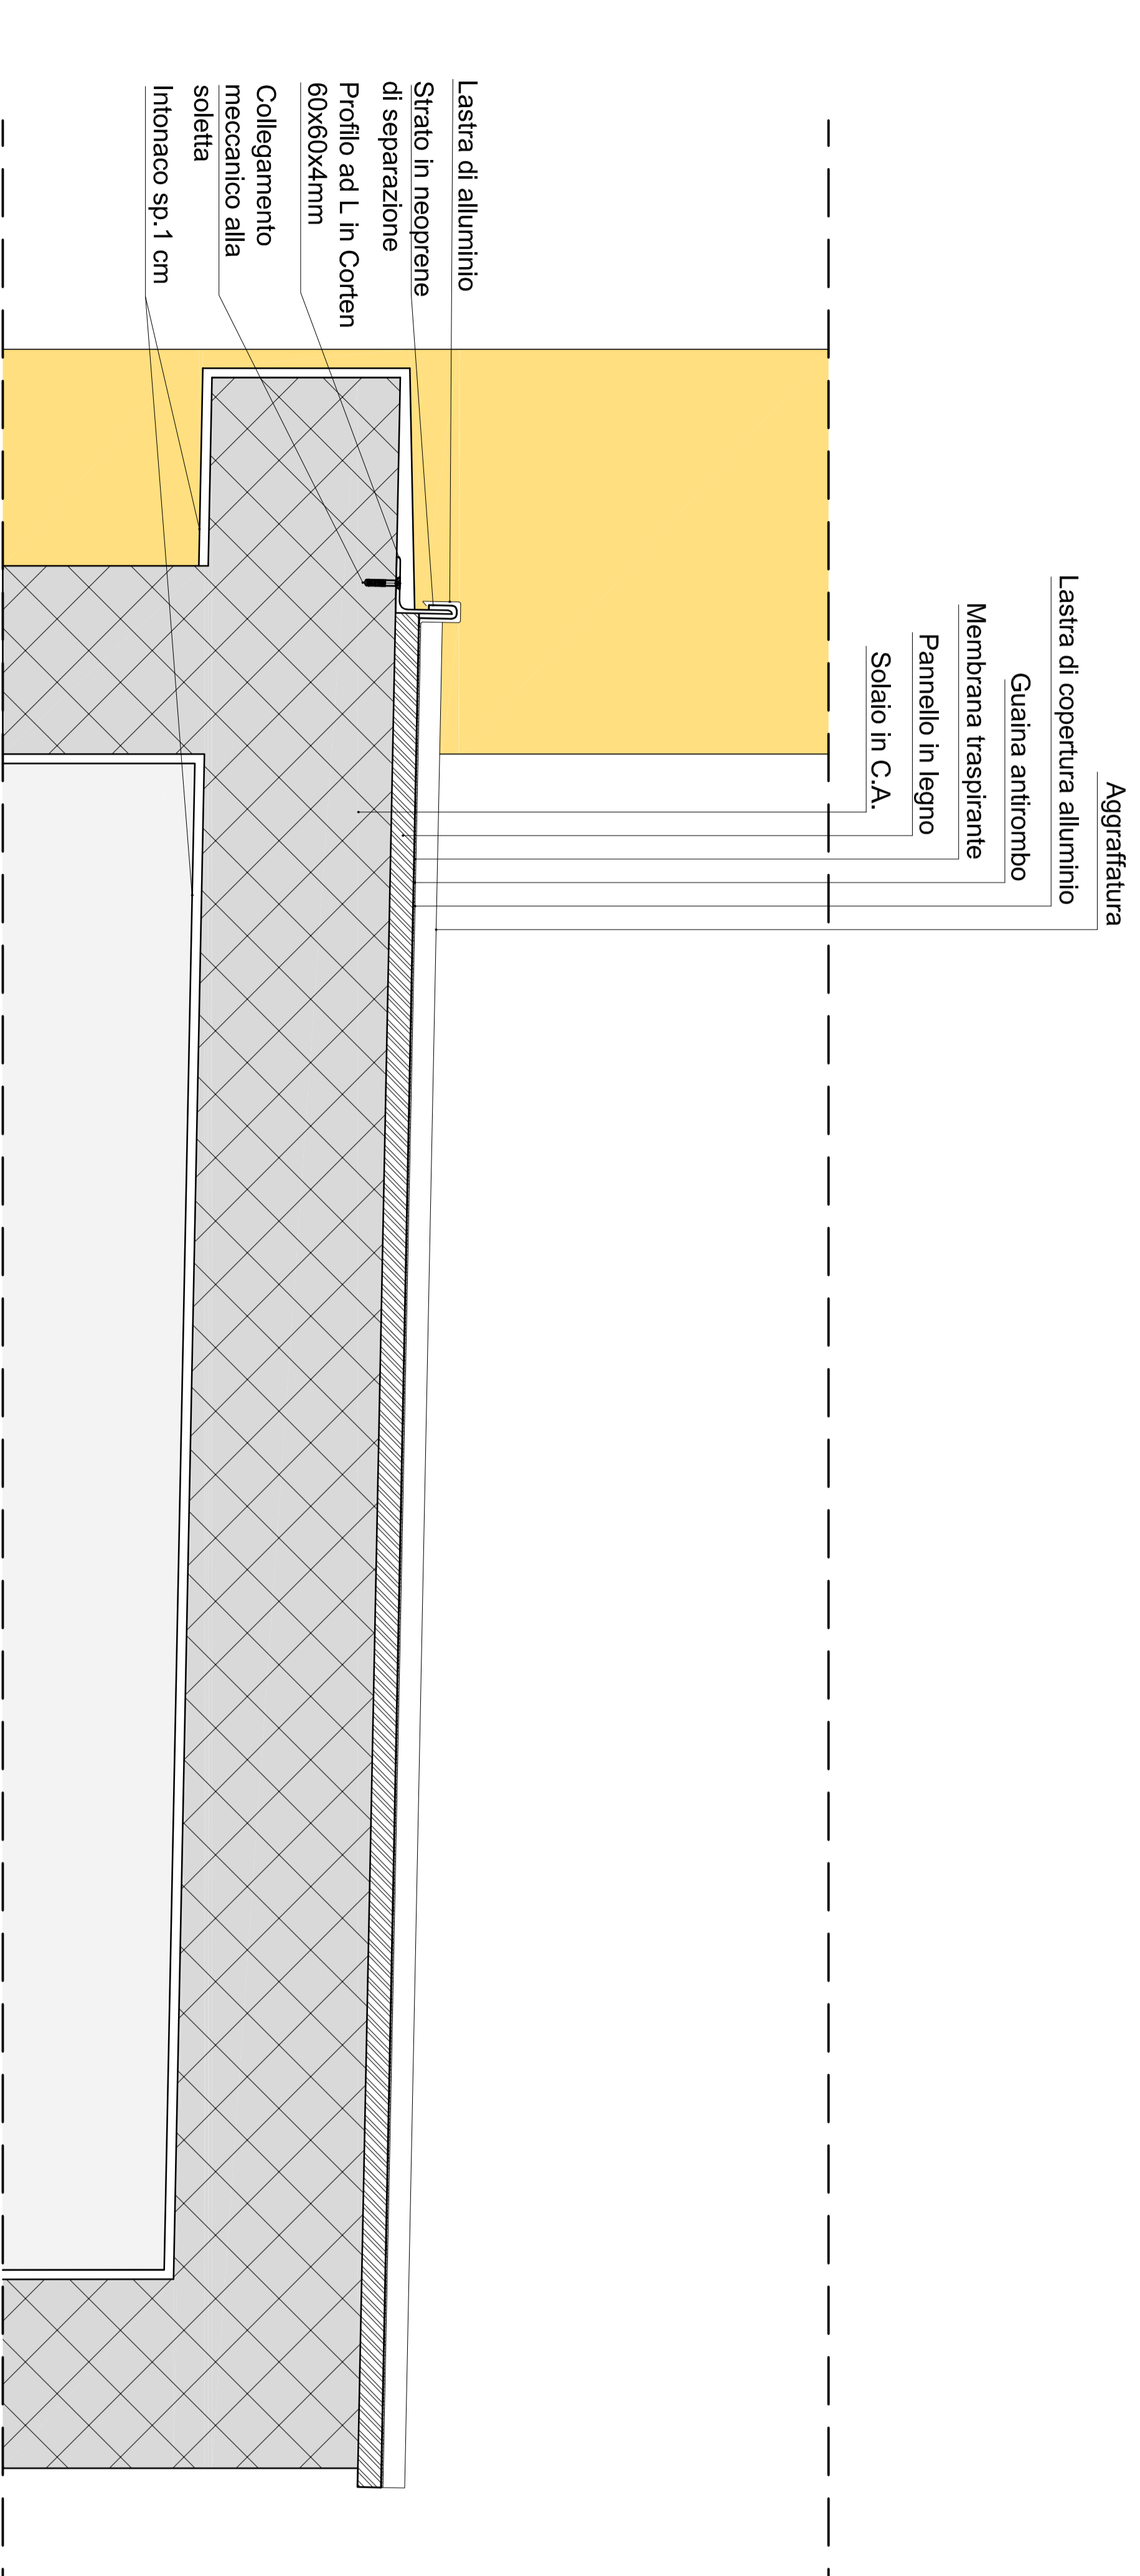 Aggraffatura
Lastra di copertura alluminio
Guaina antirombo
Membrana traspirante
Pannello in legno
Solaio in C.A.
Lastra di alluminio
Strato in neoprene
di separazione
Profilo ad L in Corten
60x60x4mm
Collegamento
meccanico alla
soletta
Intonaco sp.1 cm